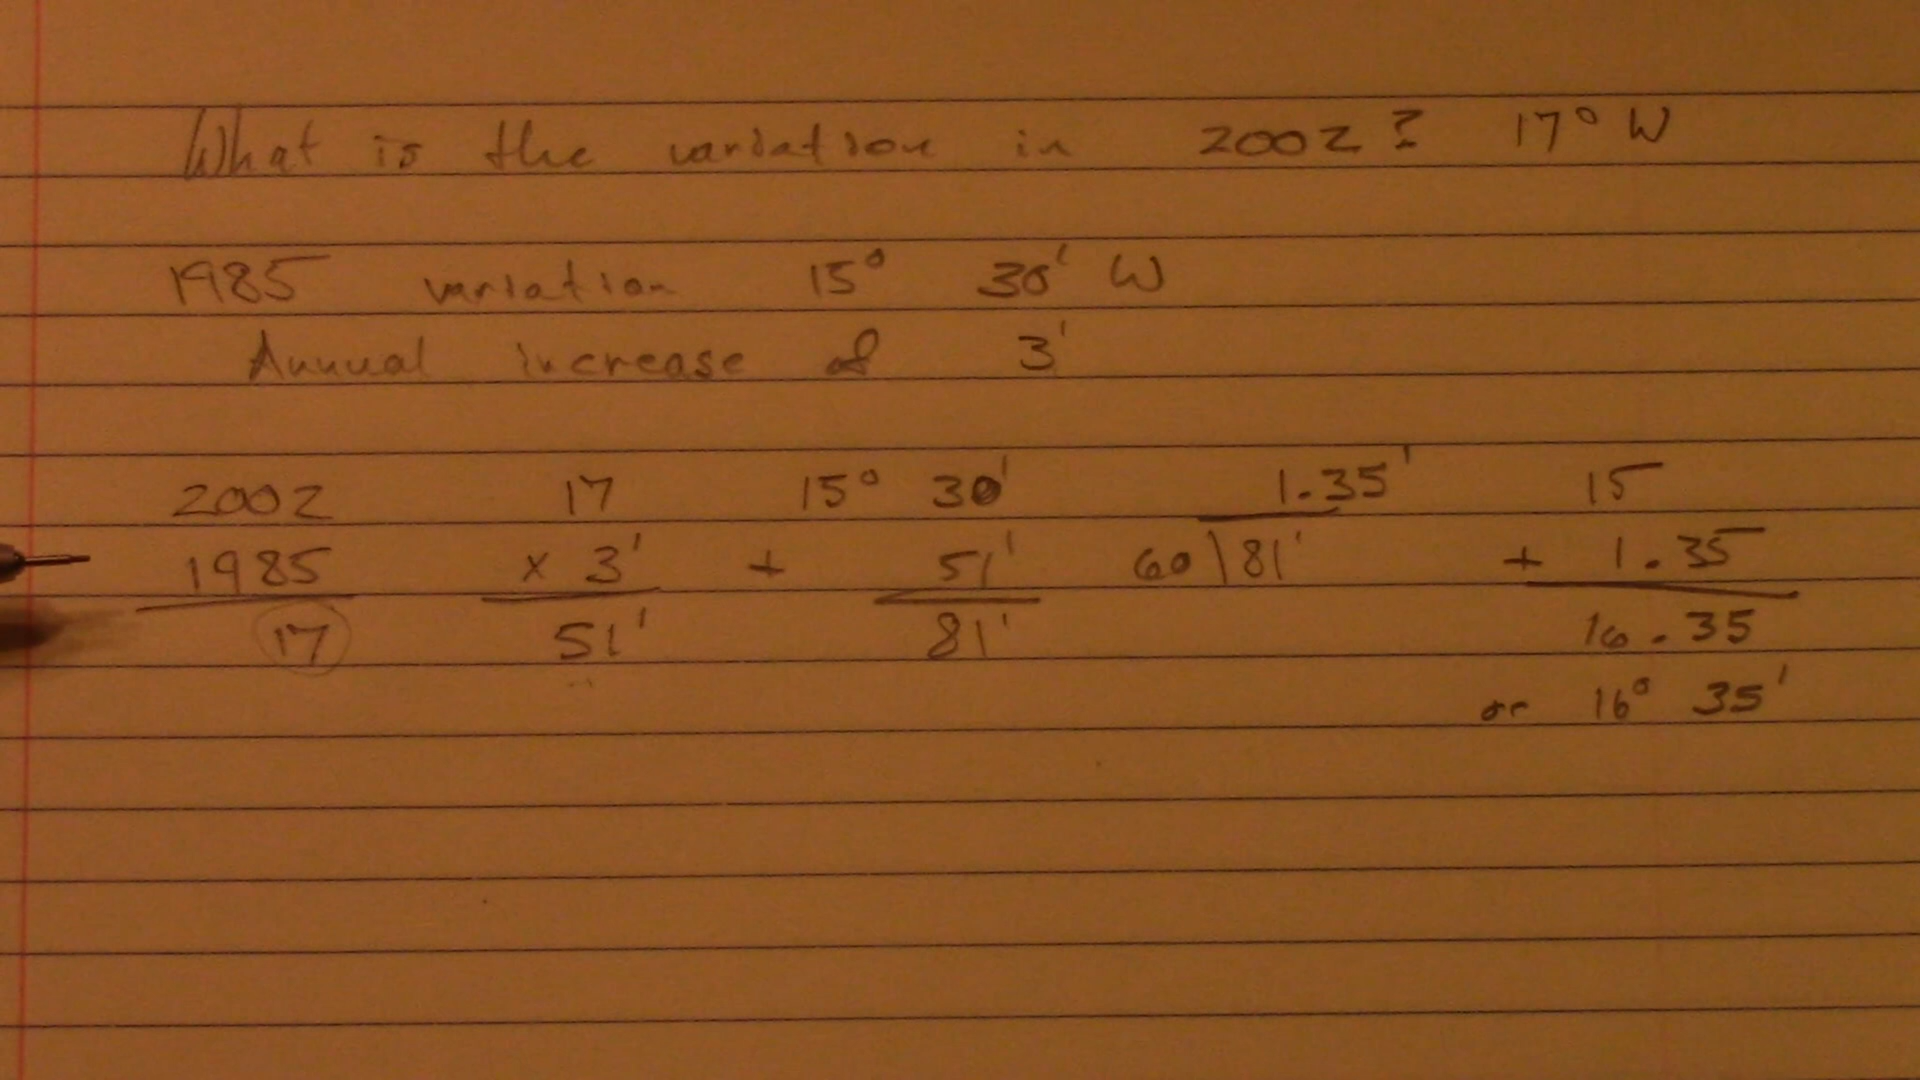 What is the variation in 2002? 17° W
1985 variation 15° 30' W
Annual increase of 3'
2002 17 15° 30' 1.35' 15
1985 x 3' + 51' 60\81' + 1.35
17 51' 81' 16.35
or 16° 35'